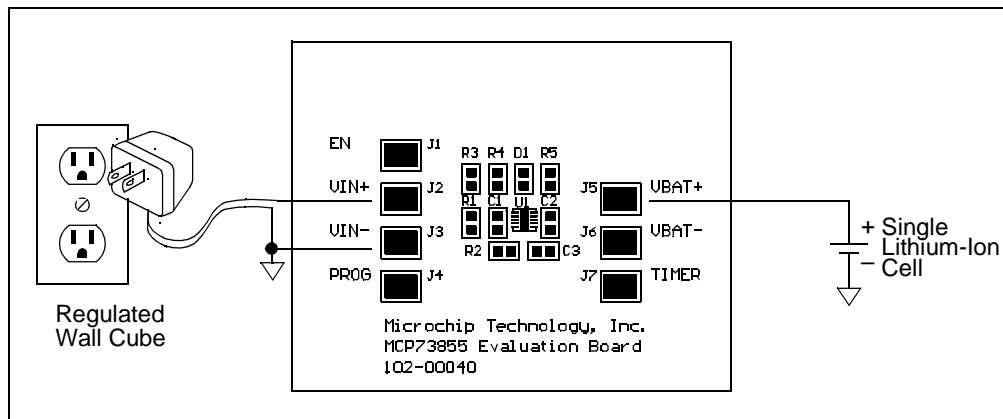 EN
J1
R3 R4 D1 R5
VIN+
J2
J5
VBAT+
R1 C1 U1 C2
VIN-
J3
J6
VBAT-
R2
C3
PROG
J4
J7
TIMER
+ Single
Lithium-Ion
– Cell
Regulated
Wall Cube
Microchip Technology, Inc.
MCP73855 Evaluation Board
102-00040